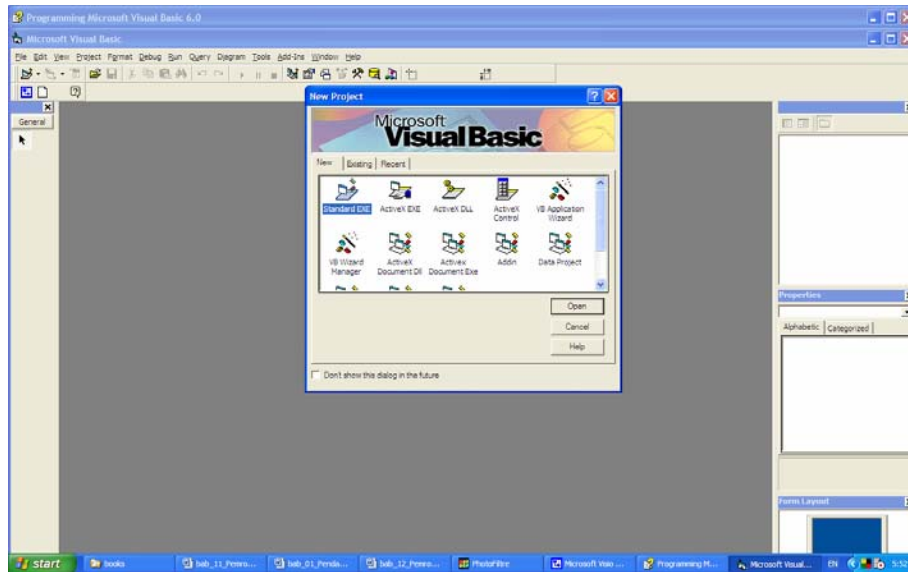 Programming Microsoft Visual Basic 6.0
Microsoft Visual Basic
File Edit View Project Format Debug Run Query Diagram Tools Add-Ins Window Help
General
New Project
Microsoft
Visual Basic
New Existing Recent
Standard EXE ActiveX EXE ActiveX DLL ActiveX Control VB Application Wizard
VB Wizard Manager ActiveX Document Dll Activex Document Exe Addin Data Project
Open
Cancel
Help
Don't show this dialog in the future
Properties
Alphabetic Categorized
Form Layout
start books bab_11_Pemro... bab_01_Penda... bab_12_Pemro... PhotoFiltre Microsoft Visio ... Programming M... Microsoft Visual... EN 5:52